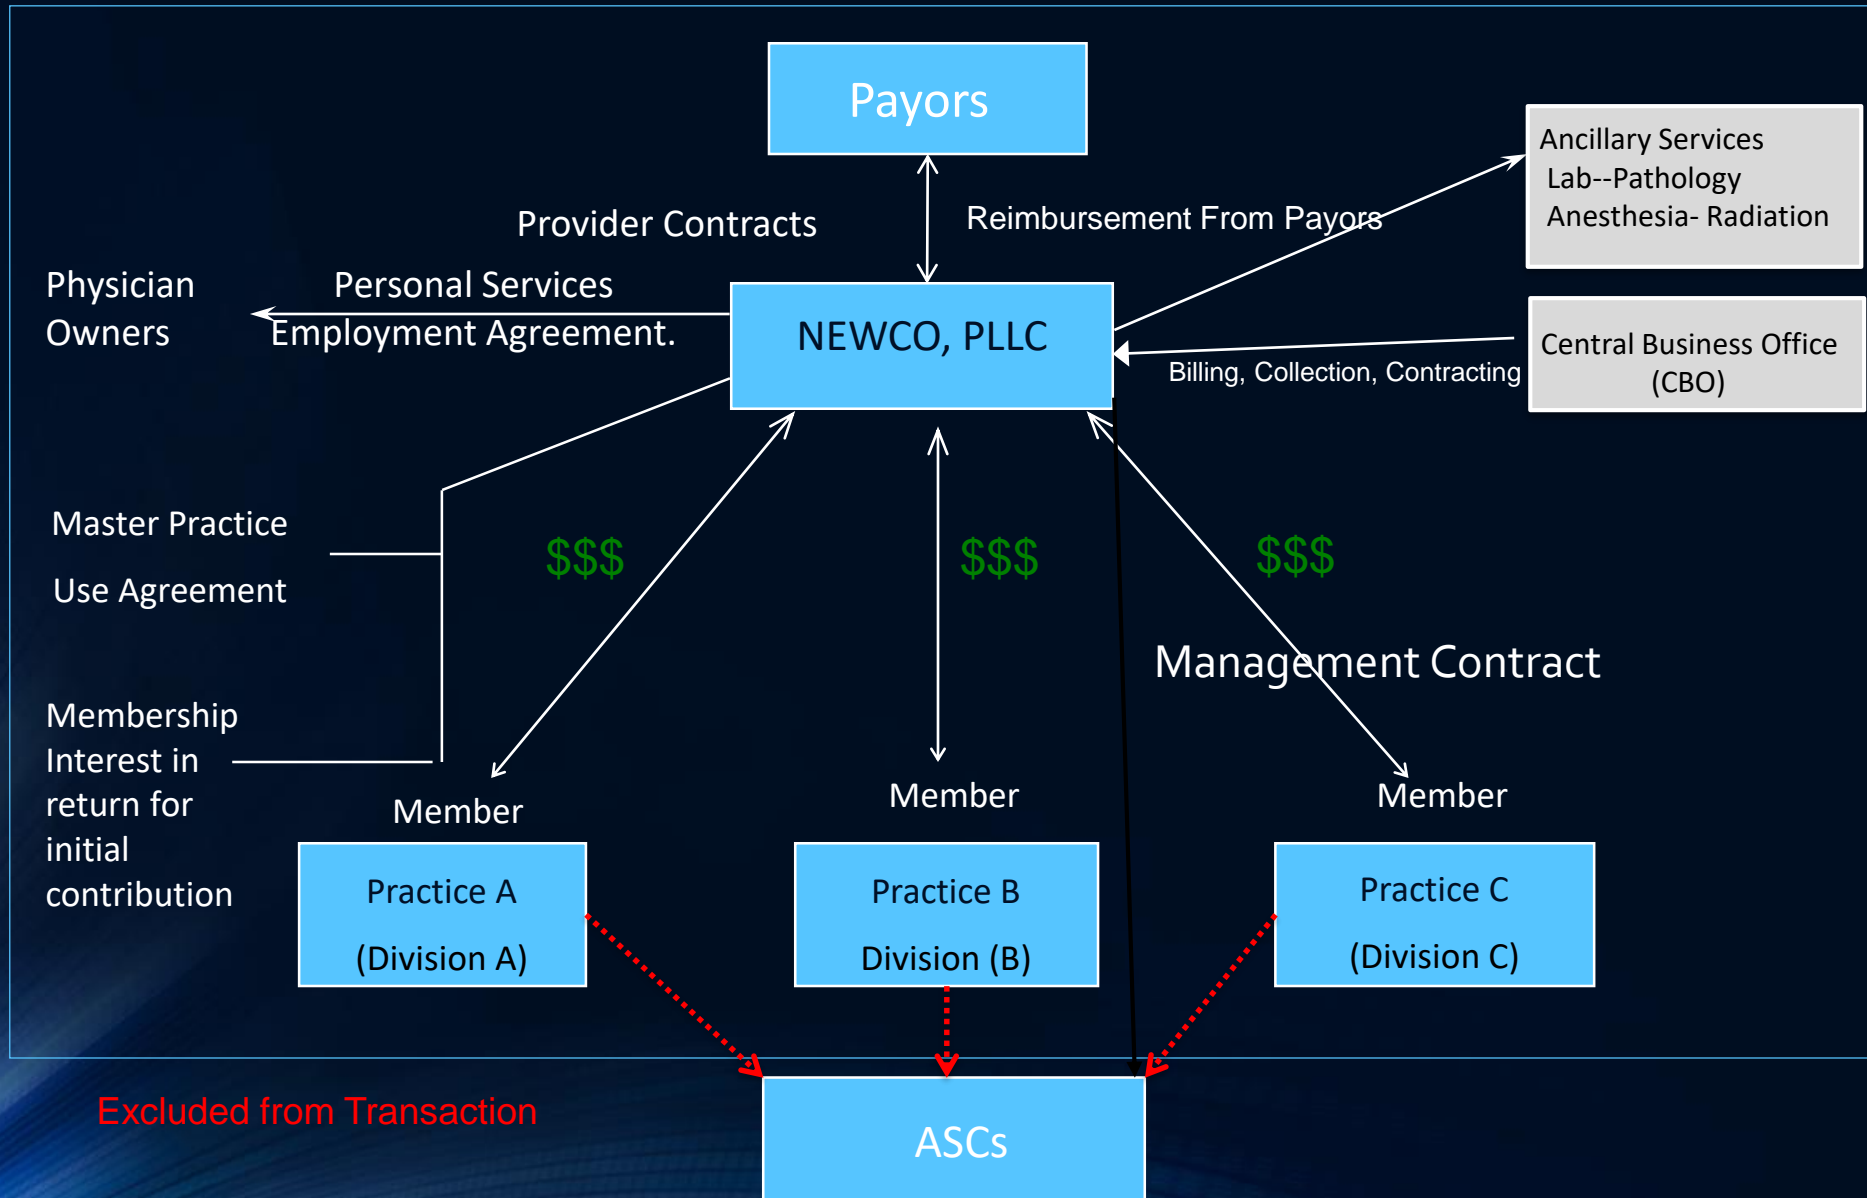 Payors
Ancillary Services
Lab--Pathology
Anesthesia- Radiation
Provider Contracts
Reimbursement From Payors
Physician
Owners
Personal Services
Employment Agreement.
NEWCO, PLLC
Central Business Office
(CBO)
Billing, Collection, Contracting
Master Practice
Use Agreement
$$$
$$$
$$$
Management Contract
Membership
Interest in
return for
initial
contribution
Member
Member
Member
Practice A
(Division A)
Practice B
Division (B)
Practice C
(Division C)
Excluded from Transaction
ASCs